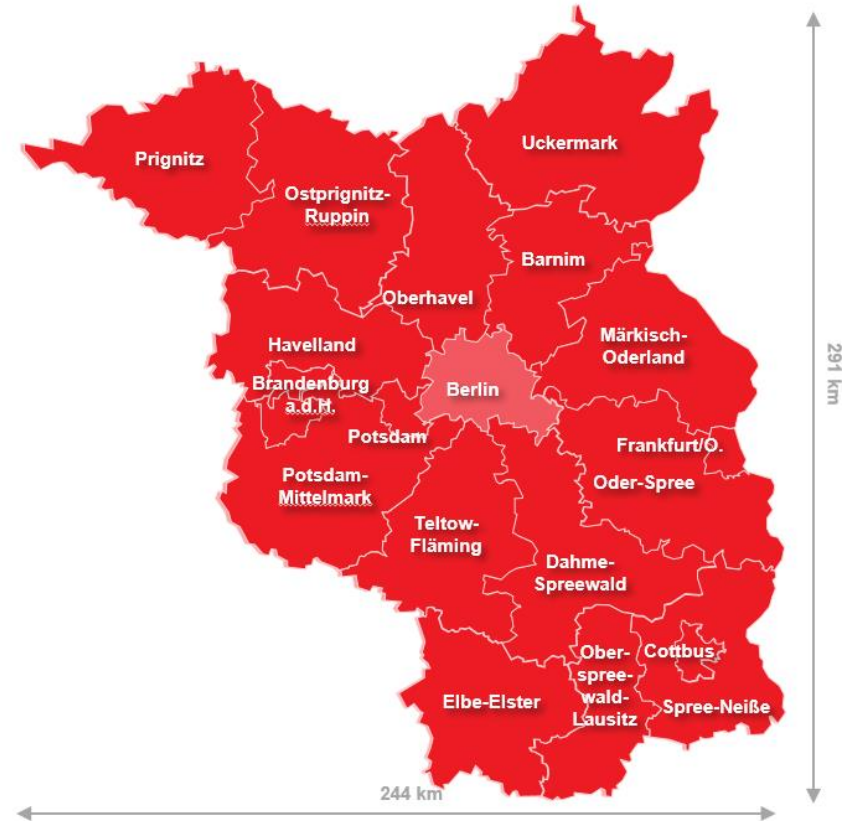 Uckermark
Prignitz
Ostprignitz-
Ruppin
Barnim
Oberhavel
Märkisch-
Oderland
Havelland
291 km
Brandenburg
a.d.H.
Berlin
Potsdam
Frankfurt/O.
Potsdam-
Mittelmark
Oder-Spree
Teltow-
Fläming
Dahme-
Spreewald
Ober-
spree-
wald-
Lausitz
Cottbus
Elbe-Elster
Spree-Neiße
244 km